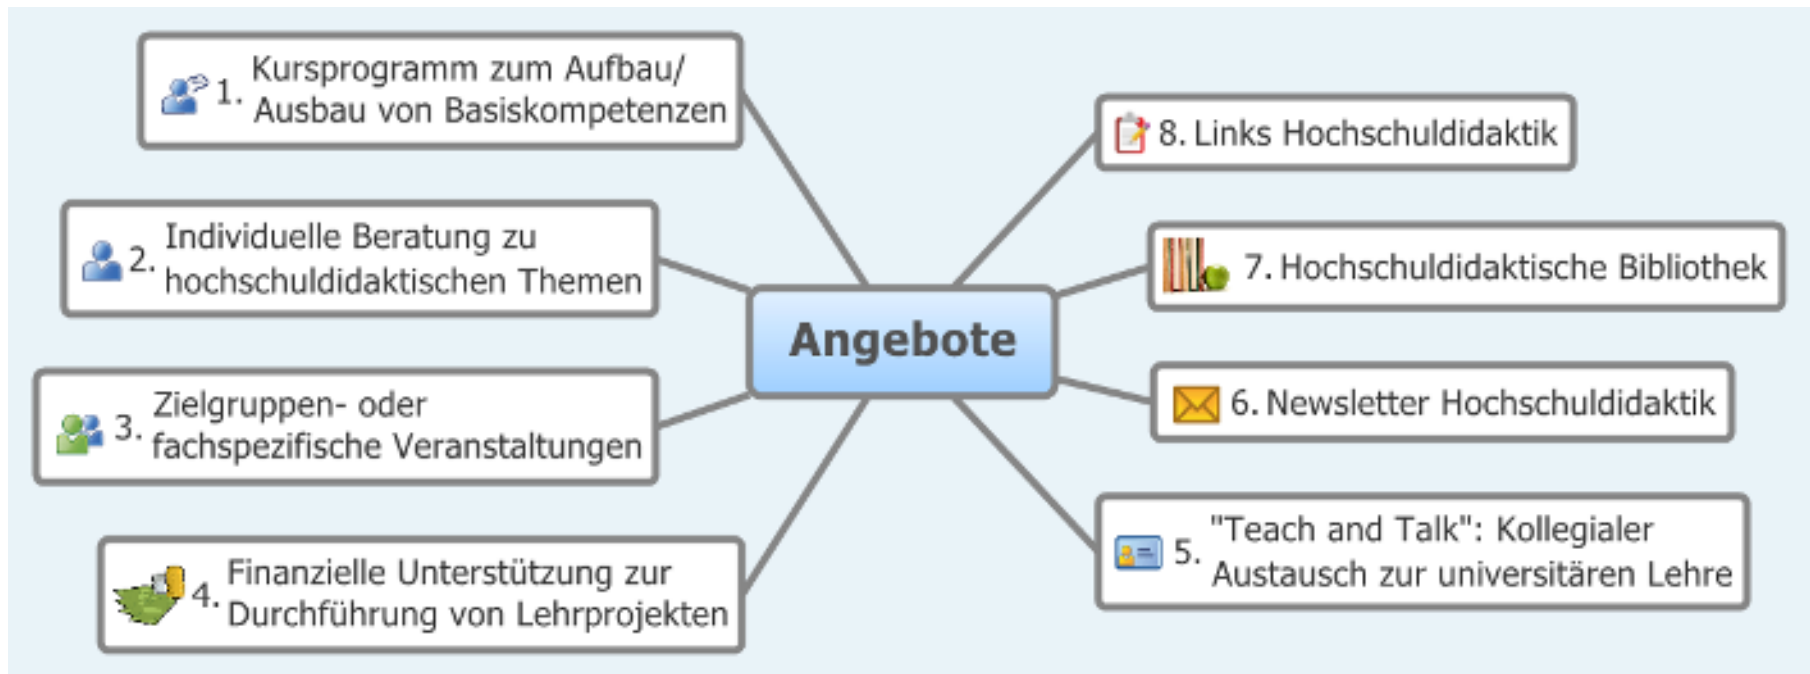 1. Kursprogramm zum Aufbau/
Ausbau von Basiskompetenzen
2. Individuelle Beratung zu
hochschuldidaktischen Themen
3. Zielgruppen- oder
fachspezifische Veranstaltungen
4. Finanzielle Unterstützung zur
Durchführung von Lehrprojekten
Angebote
8. Links Hochschuldidaktik
7. Hochschuldidaktische Bibliothek
6. Newsletter Hochschuldidaktik
5. "Teach and Talk": Kollegialer
Austausch zur universitären Lehre